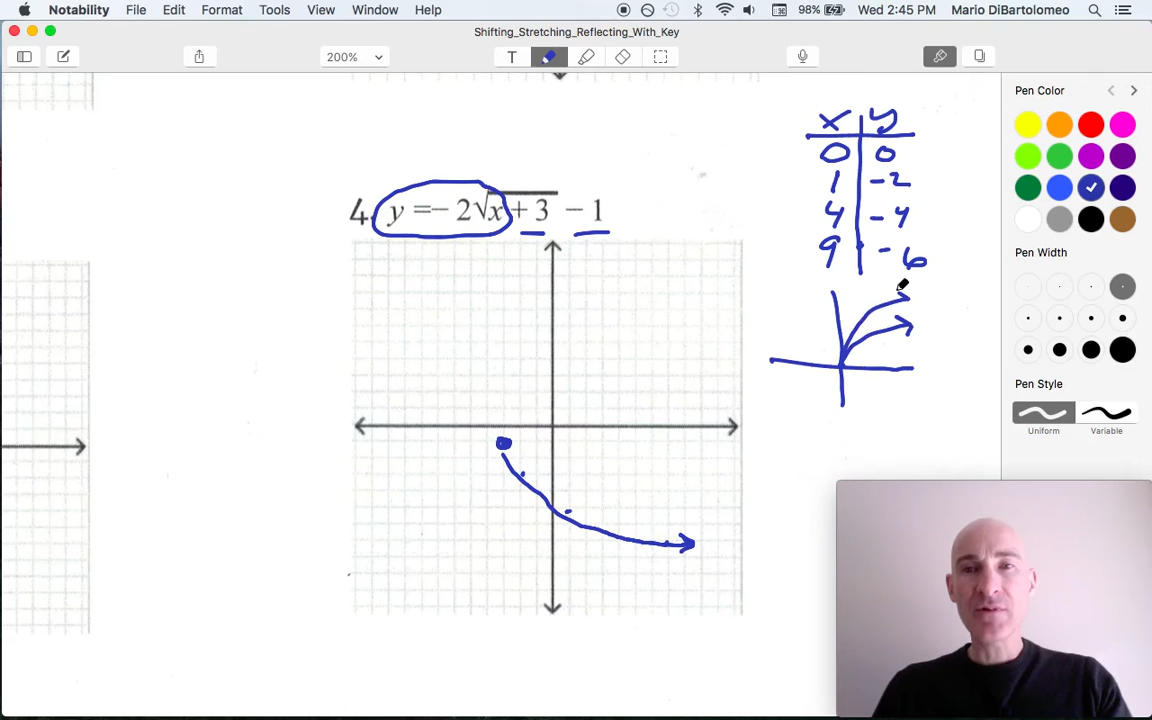 Notability File Edit Format Tools View Window Help 98% Wed 2:45 PM Mario DiBartolomeo
Shifting_Stretching_Reflecting_With_Key
200% T
Pen Color
Pen Width
Pen Style
Uniform Variable
4. y = - 2√x + 3 - 1
x y
0 0
1 -2
4 -4
9 -6